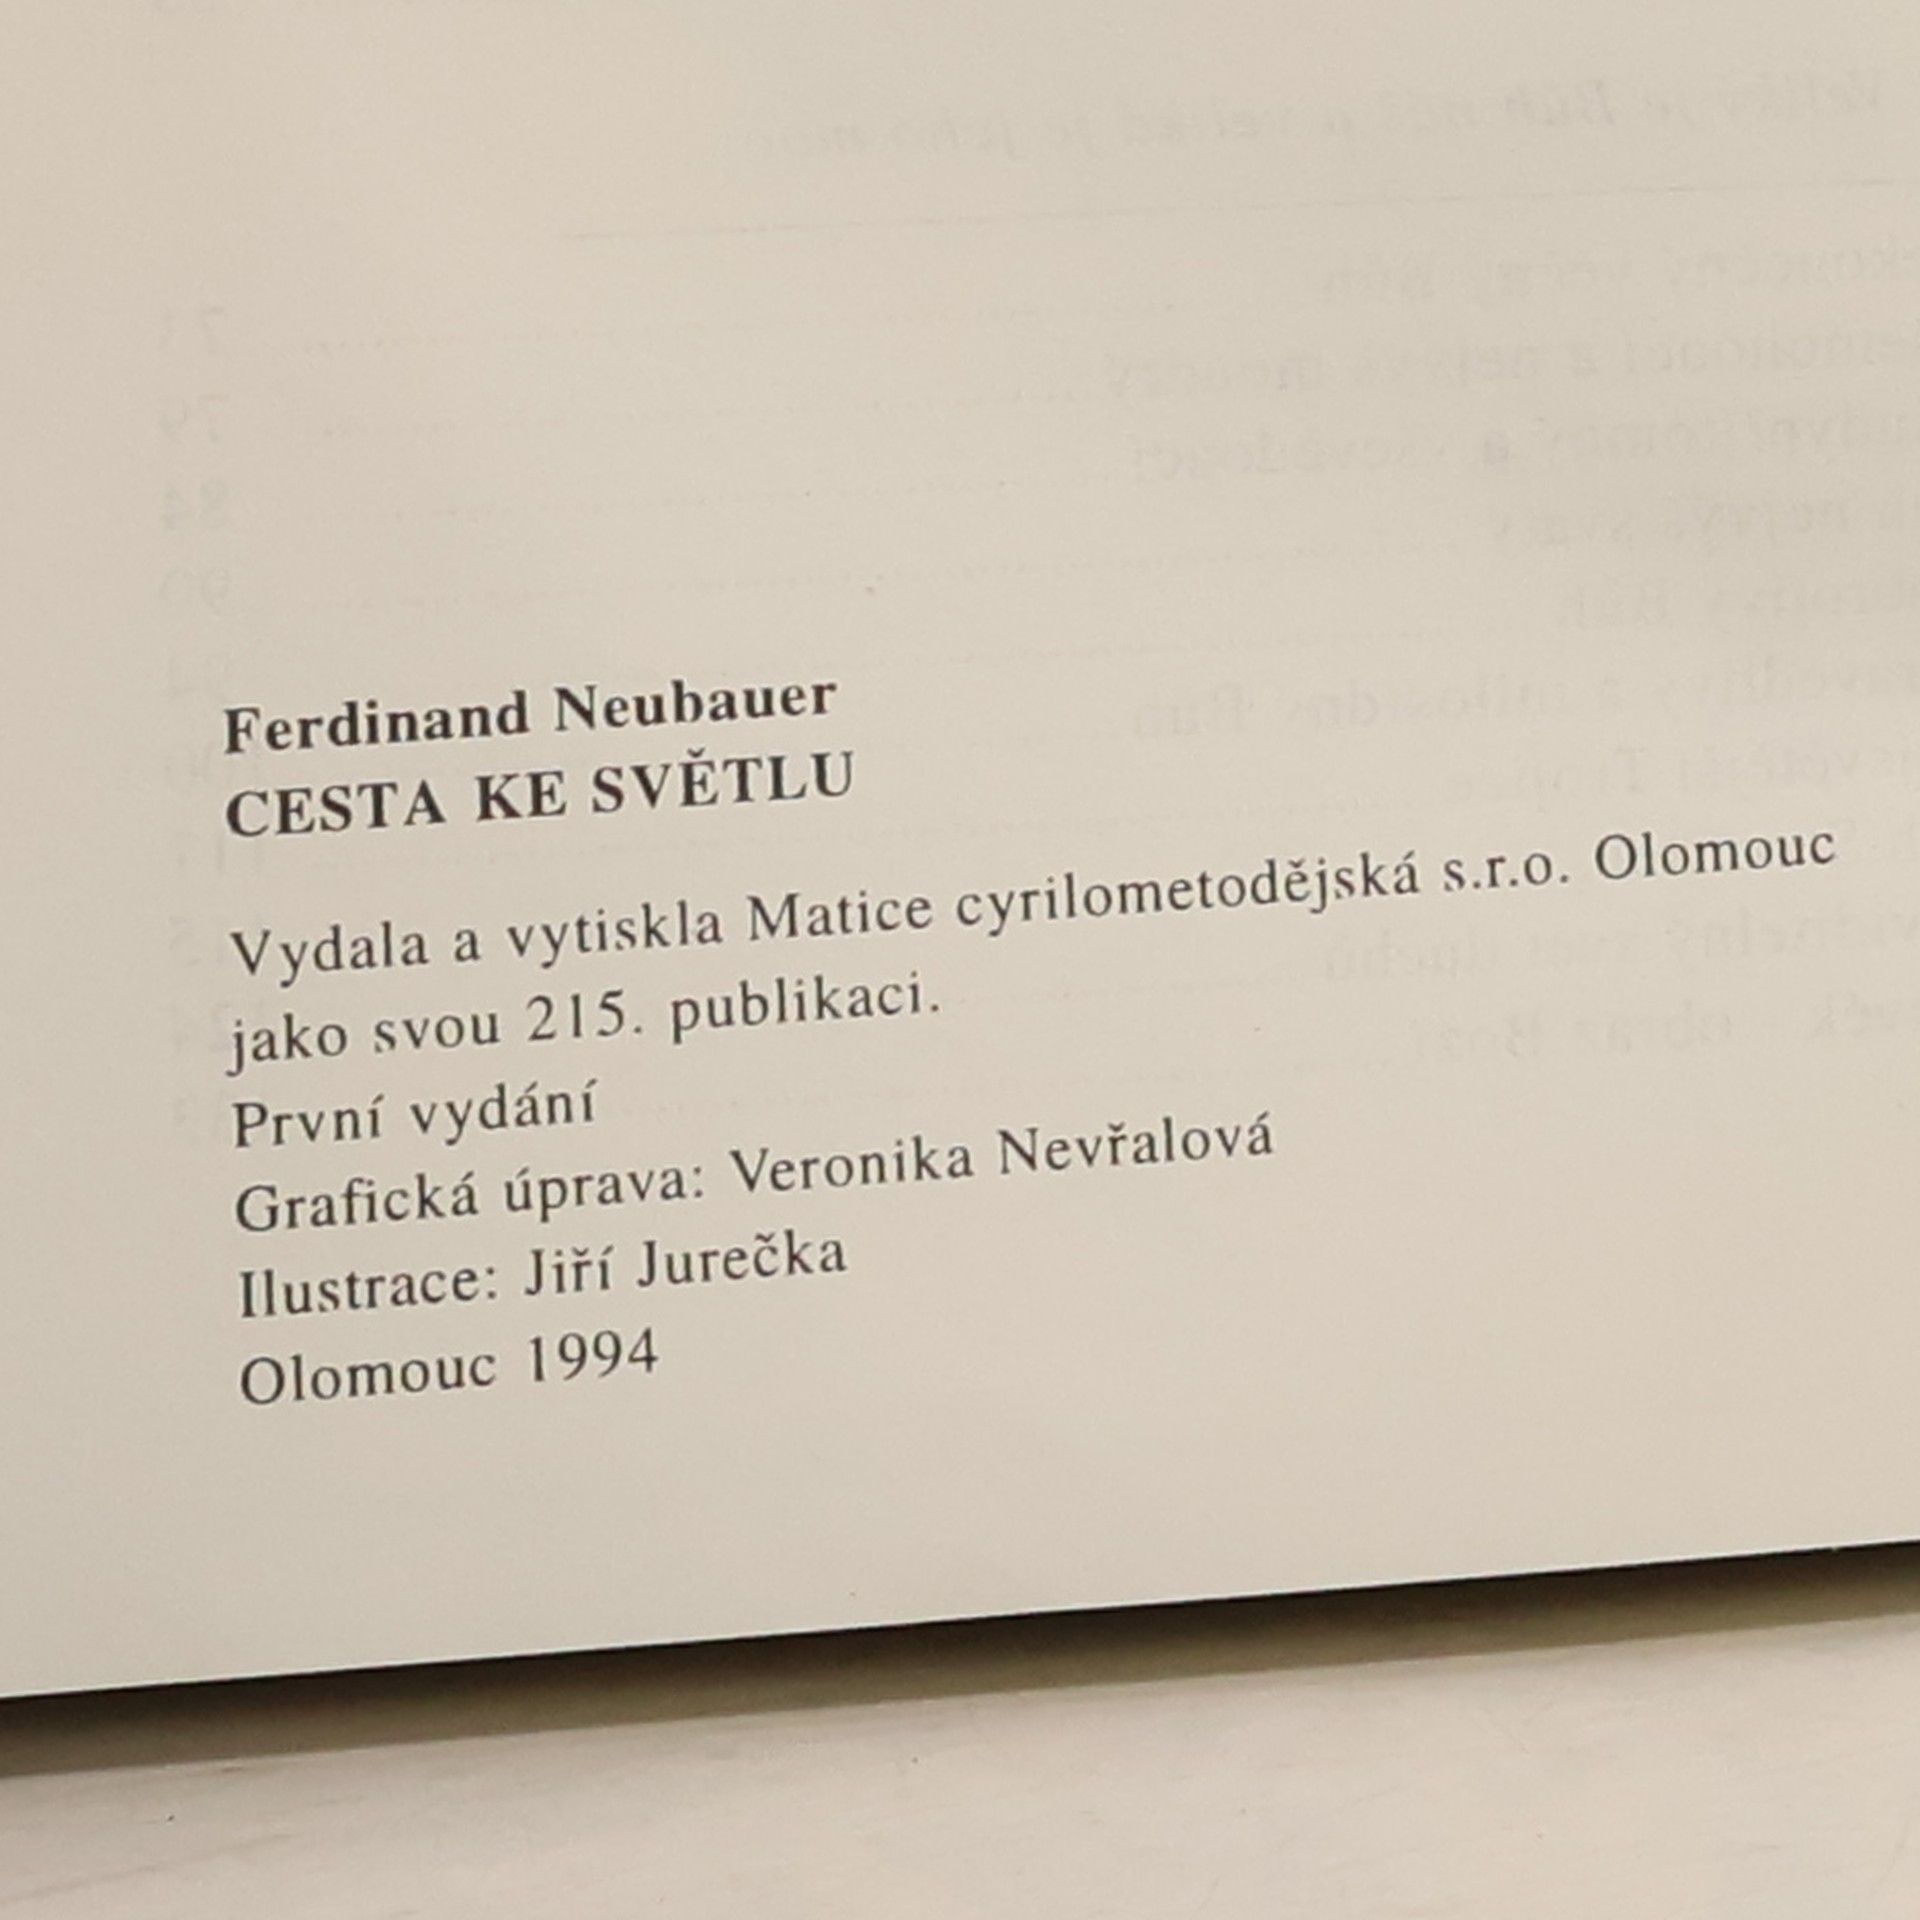 Ferdinand Neubauer
CESTA KE SVĚTLU
Vydala a vytiskla Matice cyrilometodějská s.r.o. Olomouc
jako svou 215. publikaci.
První vydání
Grafická úprava: Veronika Nevřalová
Ilustrace: Jiří Jurečka
Olomouc 1994